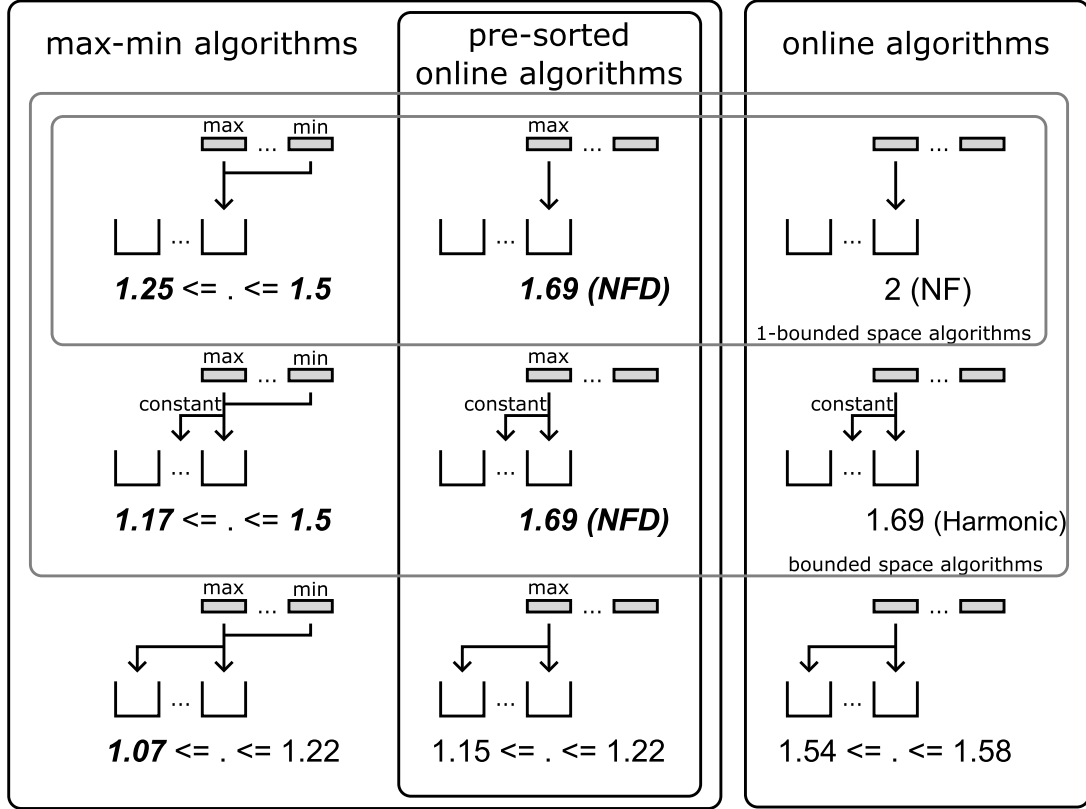 max-min algorithms
pre-sorted
online algorithms
online algorithms
max ... min
max ...
...
...
...
...
1.25 <= . <= 1.5
1.69 (NFD)
2 (NF)
1-bounded space algorithms
max ... min
max ...
...
constant
constant
constant
...
...
...
1.17 <= . <= 1.5
1.69 (NFD)
1.69 (Harmonic)
bounded space algorithms
max ... min
max ...
...
...
...
...
1.07 <= . <= 1.22
1.15 <= . <= 1.22
1.54 <= . <= 1.58